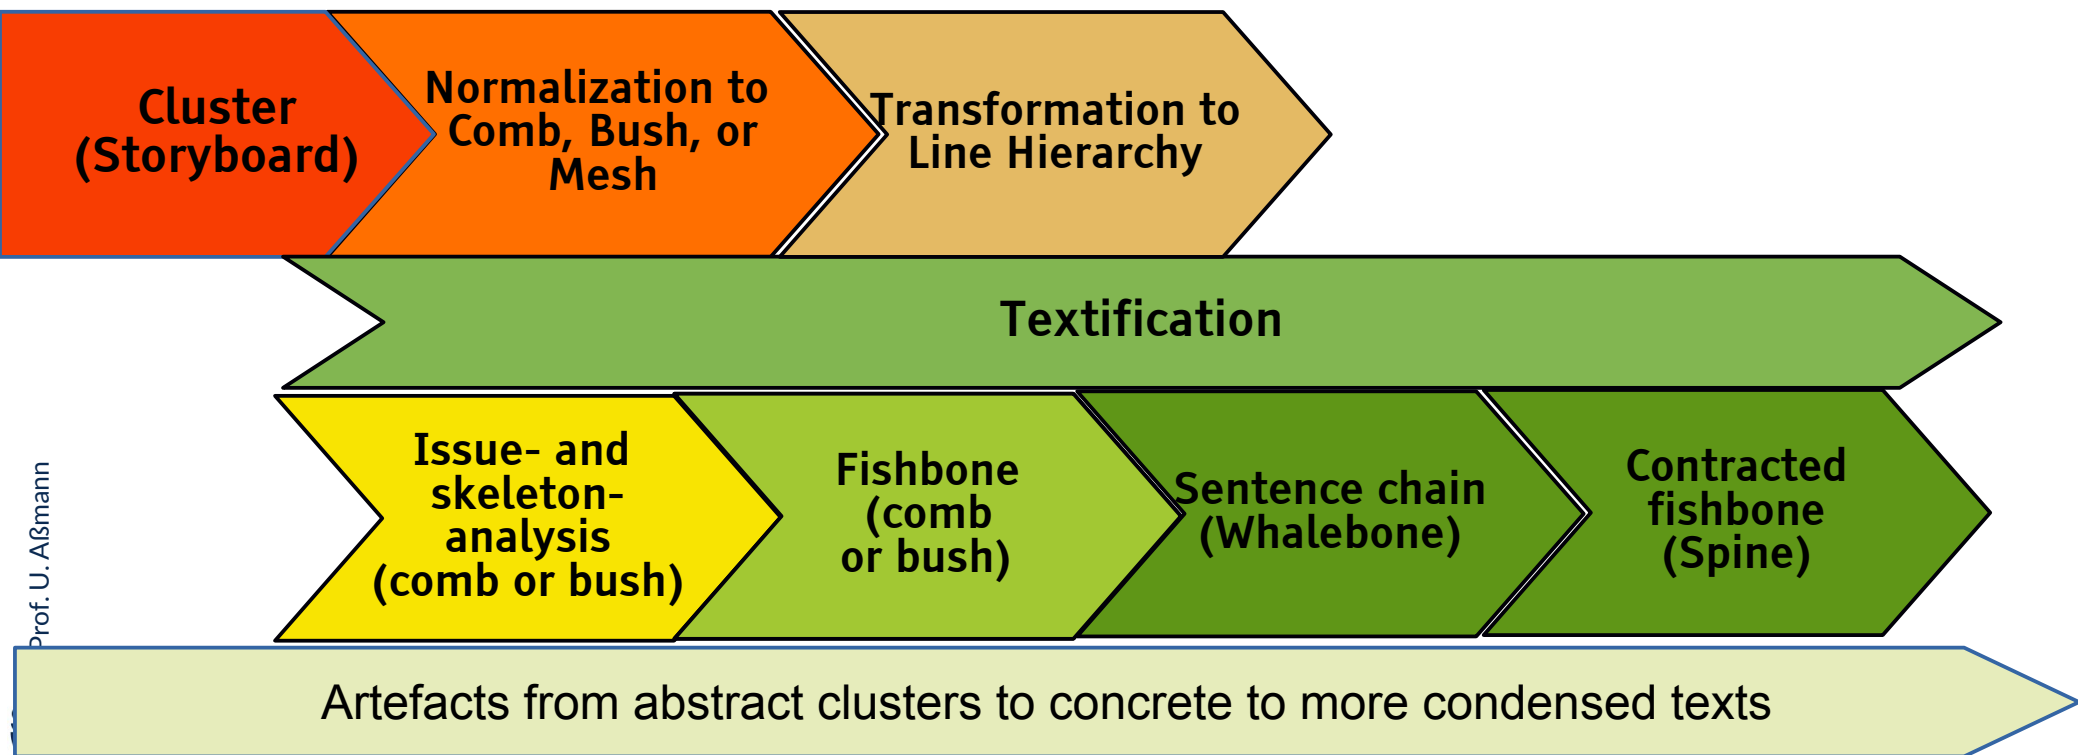 Cluster
(Storyboard)
Normalization to
Comb, Bush, or
Mesh
Transformation to
Line Hierarchy
Textification
Issue- and
skeleton-
analysis
(comb or bush)
Fishbone
(comb
or bush)
Sentence chain
(Whalebone)
Contracted
fishbone
(Spine)
Prof. U. Aßmann
Artefacts from abstract clusters to concrete to more condensed texts